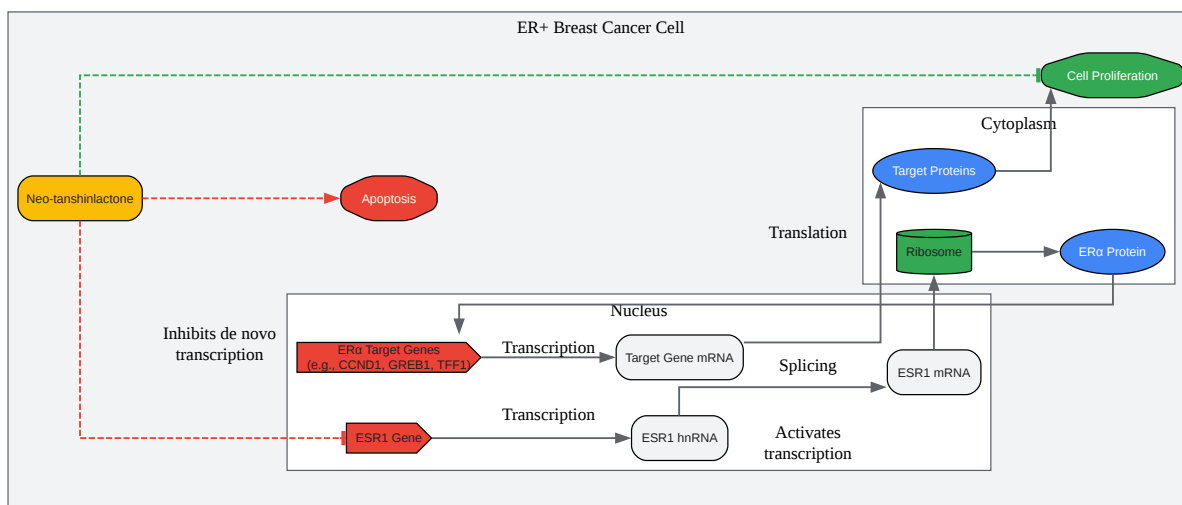 ER+ Breast Cancer Cell
Cell Proliferation
Cytoplasm
Target Proteins
Neo-tanshinlactone
Apoptosis
Translation
Ribosome
ERα Protein
Nucleus
Inhibits de novo
transcription
ERα Target Genes
(e.g., CCND1, GREB1, TFF1)
Transcription
Target Gene mRNA
Splicing
ESR1 mRNA
Transcription
ESR1 Gene
ESR1 hnRNA
Activates
transcription